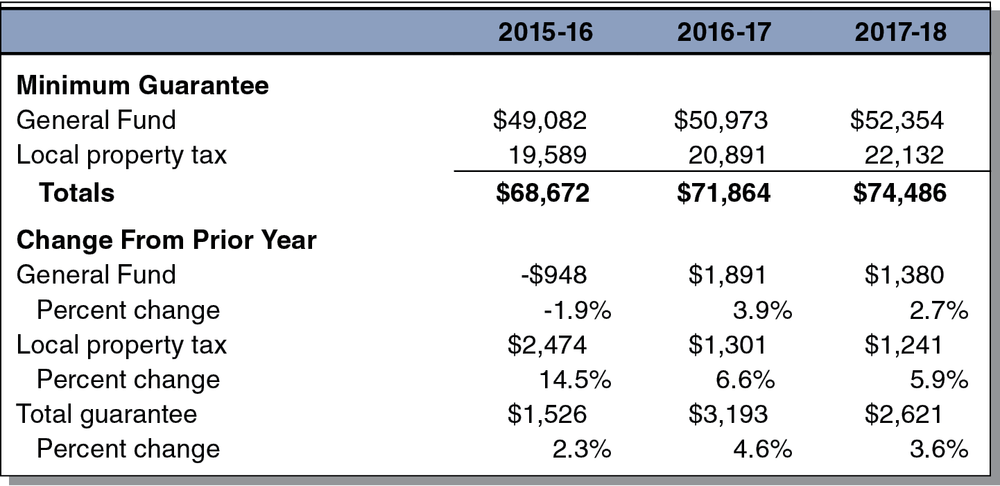 2015-16 2016-17 2017-18
Minimum Guarantee
General Fund $49,082 $50,973 $52,354
Local property tax 19,589 20,891 22,132
Totals $68,672 $71,864 $74,486
Change From Prior Year
General Fund -$948 $1,891 $1,380
Percent change -1.9% 3.9% 2.7%
Local property tax $2,474 $1,301 $1,241
Percent change 14.5% 6.6% 5.9%
Total guarantee $1,526 $3,193 $2,621
Percent change 2.3% 4.6% 3.6%